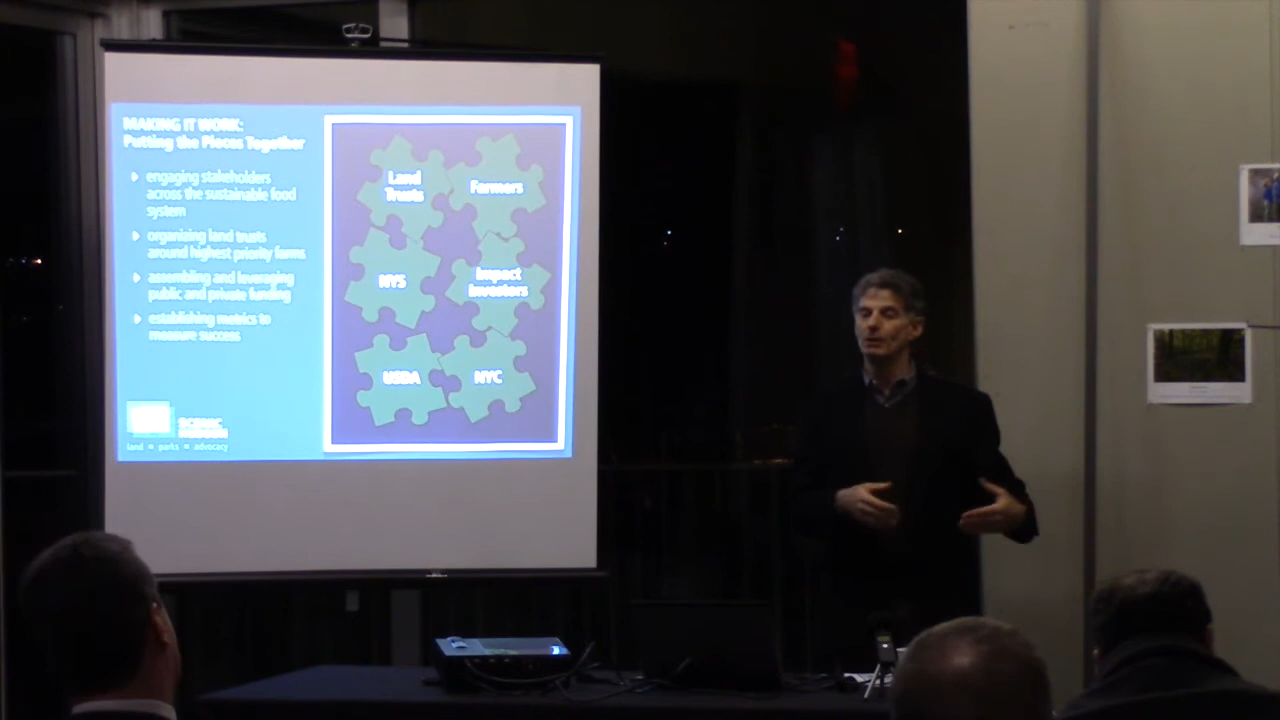 MAKING IT WORK:
Putting the Pieces Together
engaging stakeholders
across the sustainable food
system
organizing land trusts
around highest priority farms
assembling and leveraging
public and private funding
establishing metrics to
measure success
SCENIC
HUDSON
land • parks • advocacy
Land
Trusts
Farmers
NYS
Impact
Investors
USDA
NYC